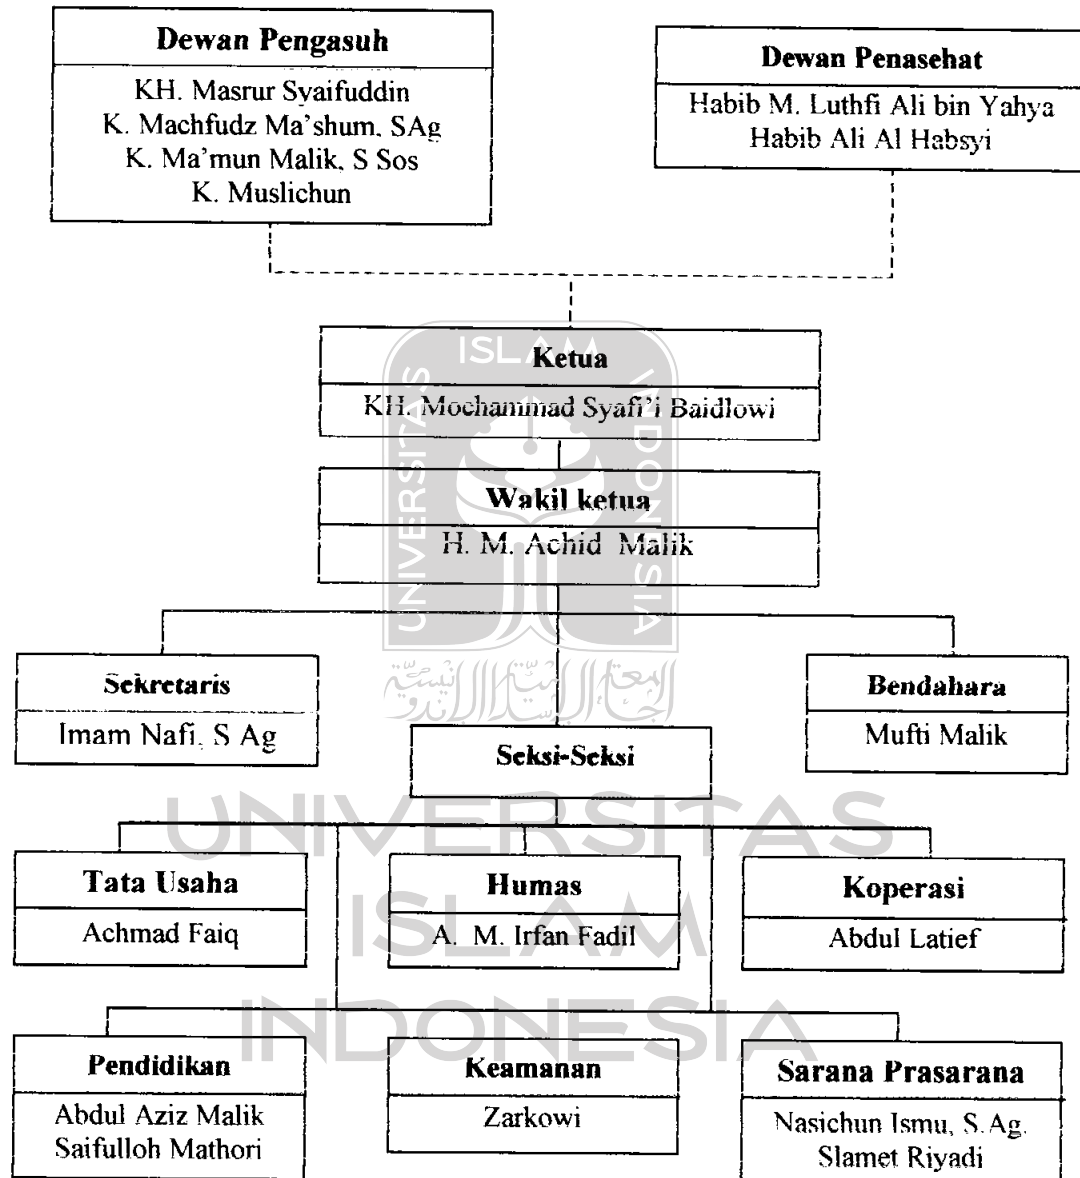 Dewan Pengasuh
KH. Masrur Syaifuddin
K. Machfudz Ma'shum, SAg
K. Ma'mun Malik, S Sos
K. Muslichun
Dewan Penasehat
Habib M. Luthfi Ali bin Yahya
Habib Ali Al Habsyi
Ketua
KH. Mochammad Syafi'i Baidlowi
Wakil ketua
H. M. Achid Malik
Sekretaris
Imam Nafi, S Ag
Bendahara
Mufti Malik
Seksi-Seksi
Tata Usaha
Achmad Faiq
Humas
A. M. Irfan Fadil
Koperasi
Abdul Latief
Pendidikan
Abdul Aziz Malik
Saifulloh Mathori
Keamanan
Zarkowi
Sarana Prasarana
Nasichun Ismu, S.Ag.
Slamet Riyadi
UNIVERSITAS
ISLAM
INDONESIA
UNIVERSITAS
ISLAM
INDONESIA